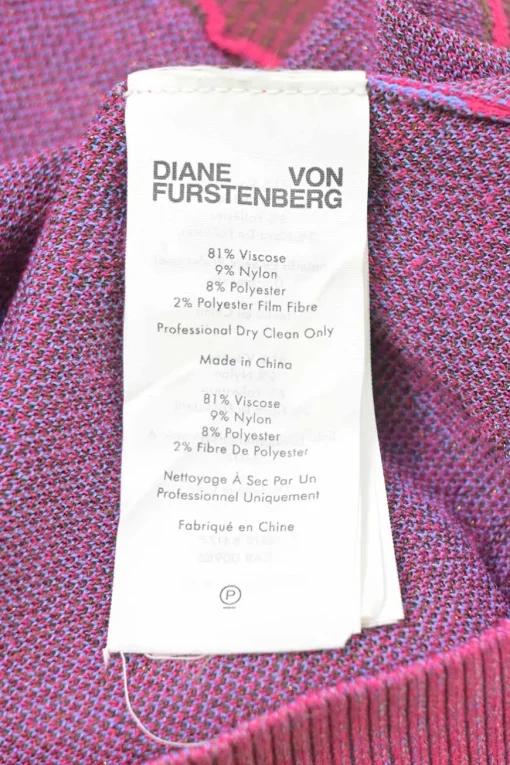 DIANE VON
FURSTENBERG
81% Viscose
9% Nylon
8% Polyester
2% Polyester Film Fibre
Professional Dry Clean Only
Made in China
81% Viscose
9% Nylon
8% Polyester
2% Fibre De Polyester
Nettoyage À Sec Par Un
Professionnel Uniquement
Fabriqué en Chine
P